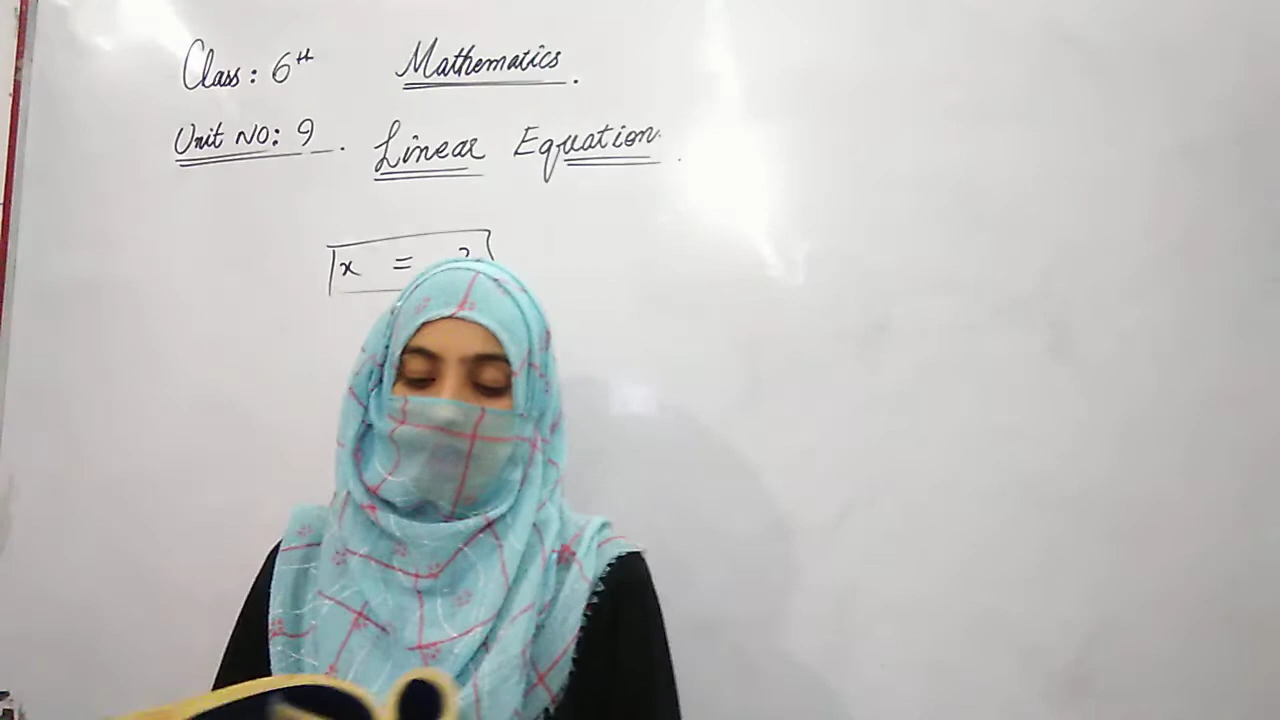 Class: 6th Mathematics.
Unit NO: 9. Linear Equation.
x = ?